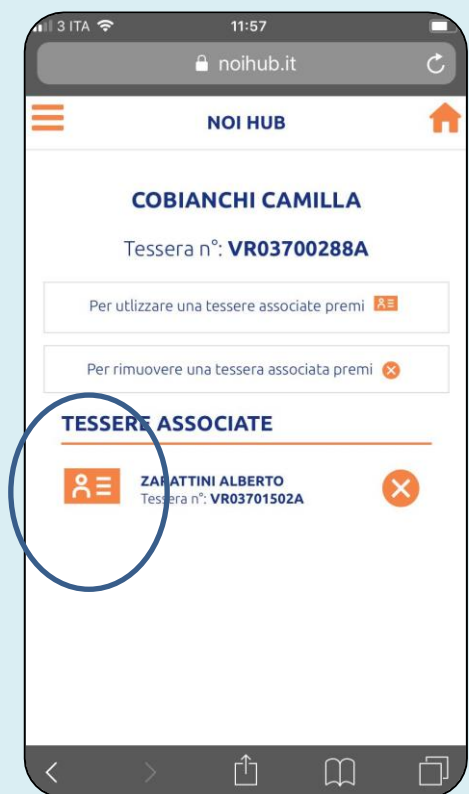 3 ITA 11:57
noihub.it
NOI HUB
COBIANCHI CAMILLA
Tessera n°: VR03700288A
Per utlizzare una tessere associate premi
Per rimuovere una tessera associata premi
TESSERE ASSOCIATE
ZARATTINI ALBERTO
Tessera n°: VR03701502A